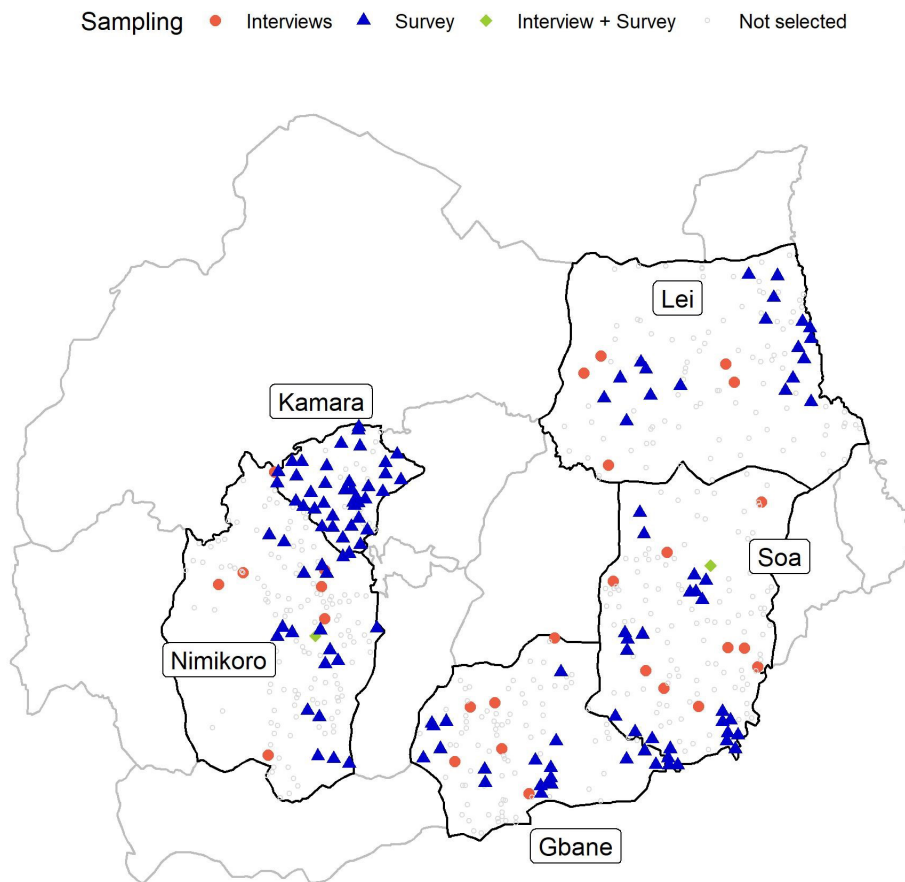 Sampling Interviews Survey Interview + Survey Not selected
Lei
Kamara
Soa
Nimikoro
Gbane